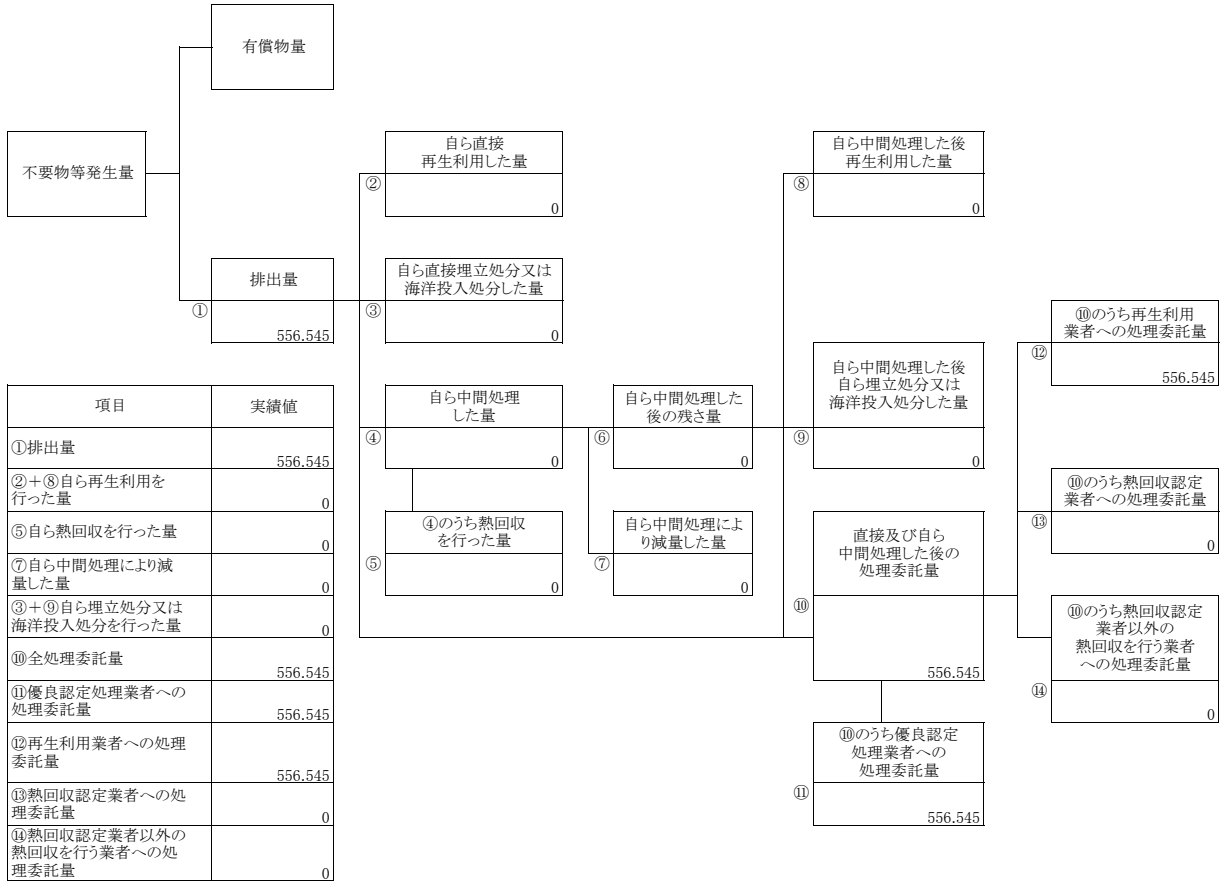 有償物量
不要物等発生量
排出量
①
556.545
自ら直接
再生利用した量
②
0
自ら直接埋立処分又は
海洋投入処分した量
③
0
自ら中間処理
した量
④
0
④のうち熱回収
を行った量
⑤
0
自ら中間処理した
後の残さ量
⑥
0
自ら中間処理によ
り減量した量
⑦
0
自ら中間処理した後
再生利用した量
⑧
0
自ら中間処理した後
自ら埋立処分又は
海洋投入処分した量
⑨
0
直接及び自ら
中間処理した後の
処理委託量
⑩
556.545
⑩のうち優良認定
処理業者への
処理委託量
⑪
556.545
⑩のうち再生利用
業者への処理委託量
⑫
556.545
⑩のうち熱回収認定
業者への処理委託量
⑬
0
⑩のうち熱回収認定
業者以外の
熱回収を行う業者
への処理委託量
⑭
0
項目 実績値
①排出量
556.545
②＋⑧自ら再生利用を
行った量
0
⑤自ら熱回収を行った量
0
⑦自ら中間処理により減
量した量
0
③＋⑨自ら埋立処分又は
海洋投入処分を行った量
0
⑩全処理委託量
556.545
⑪優良認定処理業者への
処理委託量
556.545
⑫再生利用業者への処理
委託量
556.545
⑬熱回収認定業者への処
理委託量
0
⑭熱回収認定業者以外の
熱回収を行う業者への処
理委託量
0